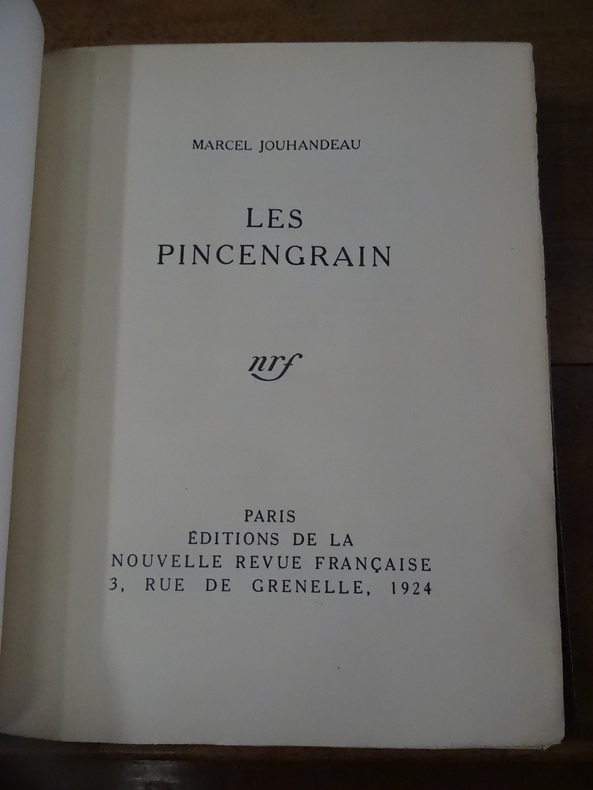 MARCEL JOUHANDEAU
LES
PINCENGRAIN
nrf
PARIS
ÉDITIONS DE LA
NOUVELLE REVUE FRANÇAISE
3, RUE DE GRENELLE, 1924